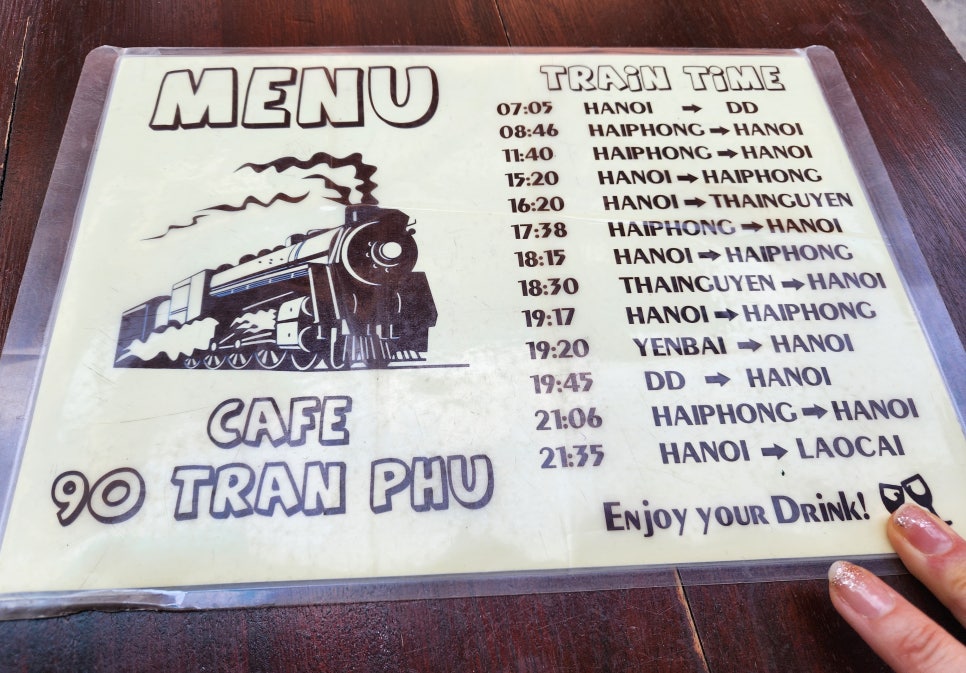 MENU
CAFE
90 TRAN PHU
TRAiN TiME
07:05 HANOI → DD
08:46 HAIPHONG → HANOI
11:40 HAIPHONG → HANOI
15:20 HANOI → HAIPHONG
16:20 HANOI → THAINGUYEN
17:38 HAIPHONG → HANOI
18:15 HANOI → HAIPHONG
18:30 THAINGUYEN → HANOI
19:17 HANOI → HAIPHONG
19:20 YENBAI → HANOI
19:45 DD → HANOI
21:06 HAIPHONG → HANOI
21:35 HANOI → LAOCAI
Enjoy your Drink!